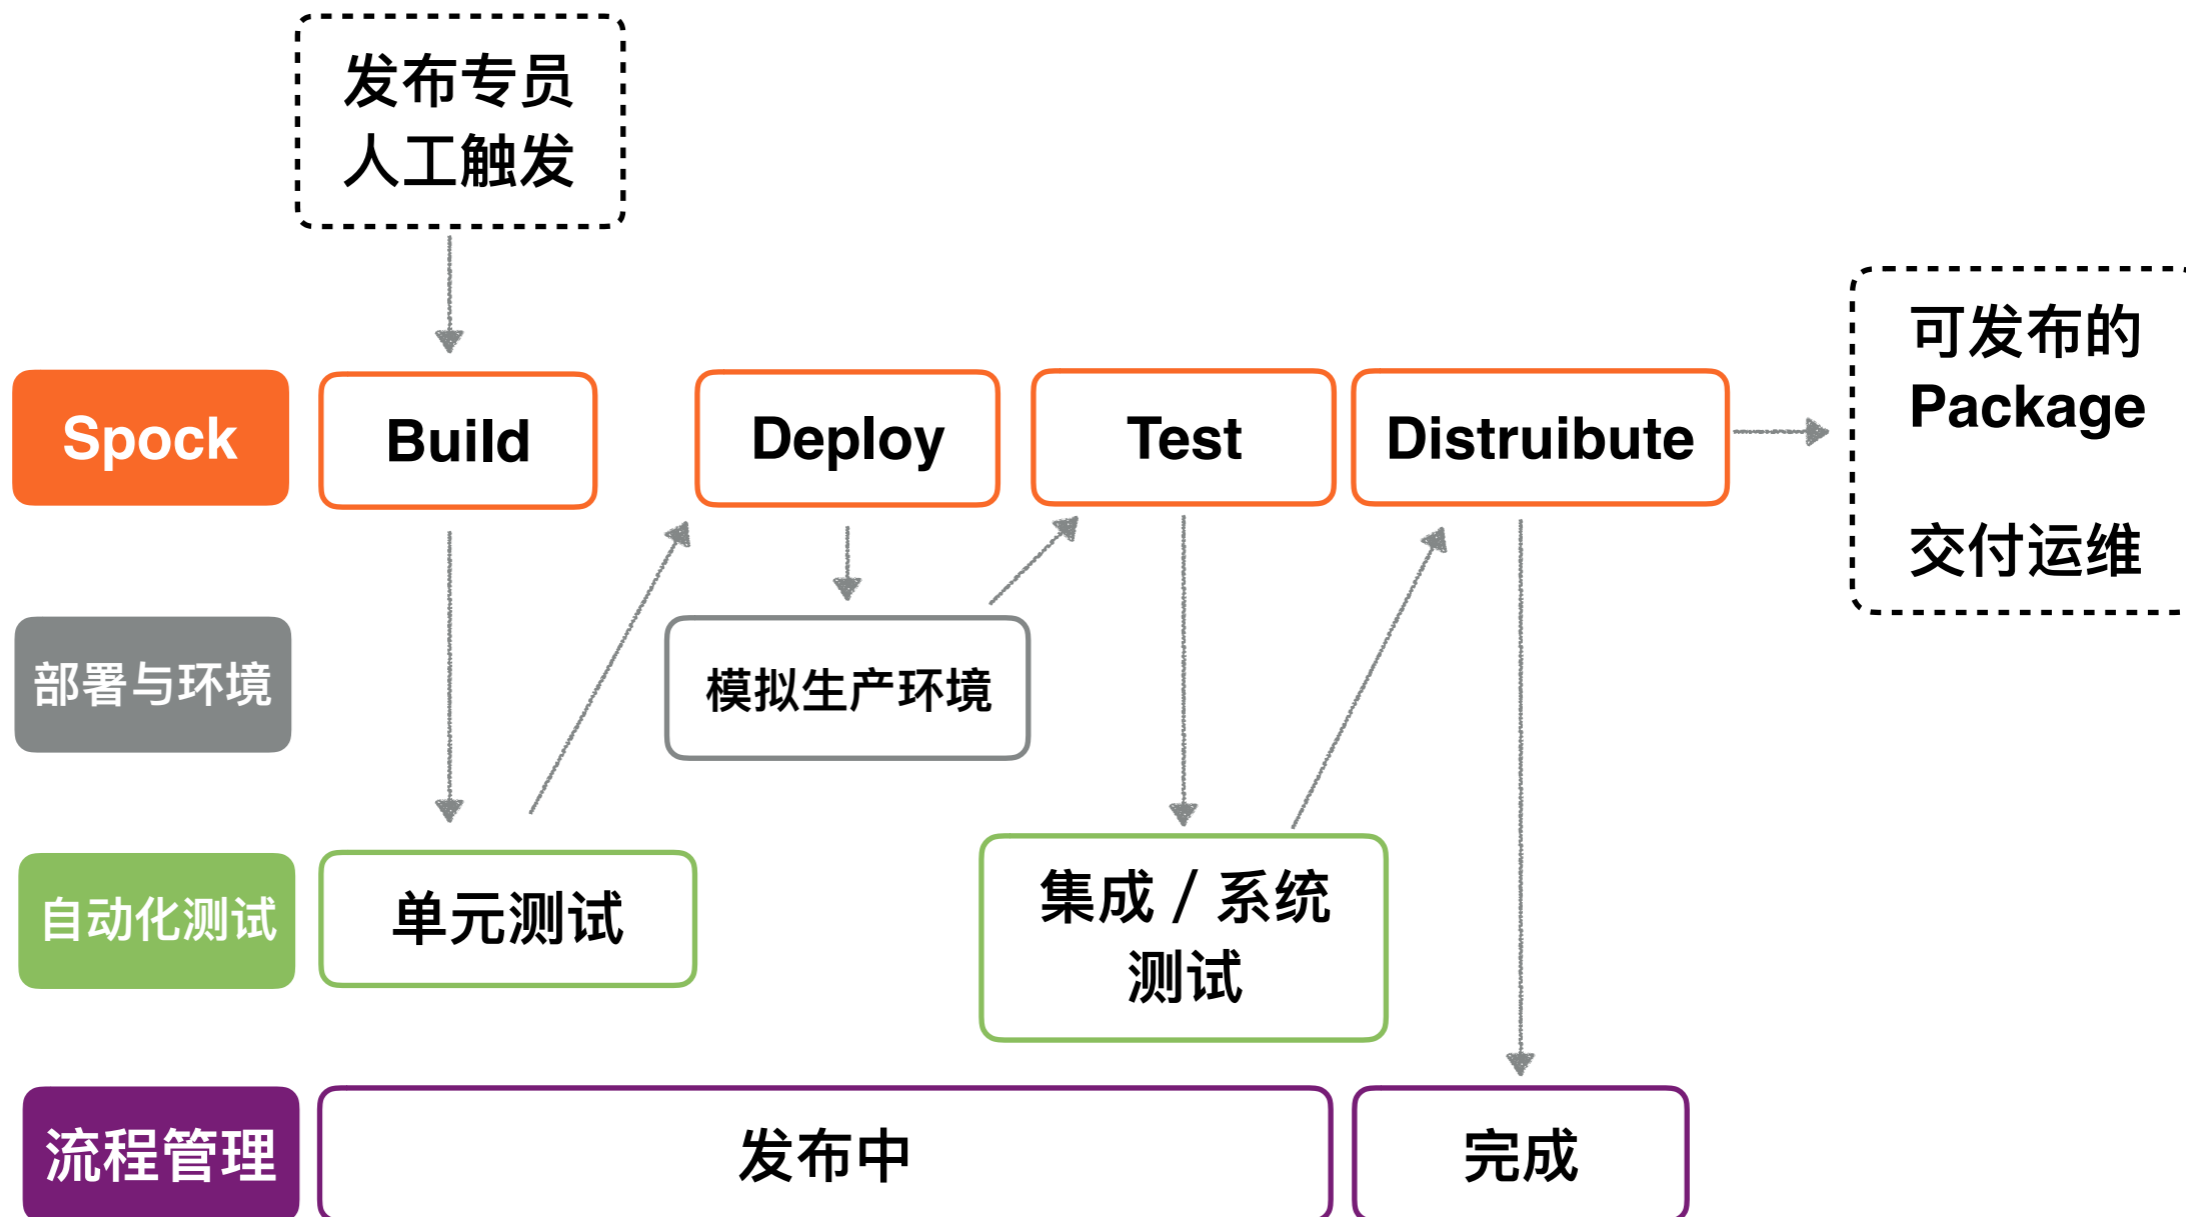 发布专员
人工触发
Spock
Build
Deploy
Test
Distruibute
可发布的
Package
交付运维
部署与环境
模拟生产环境
自动化测试
单元测试
集成 / 系统
测试
流程管理
发布中
完成